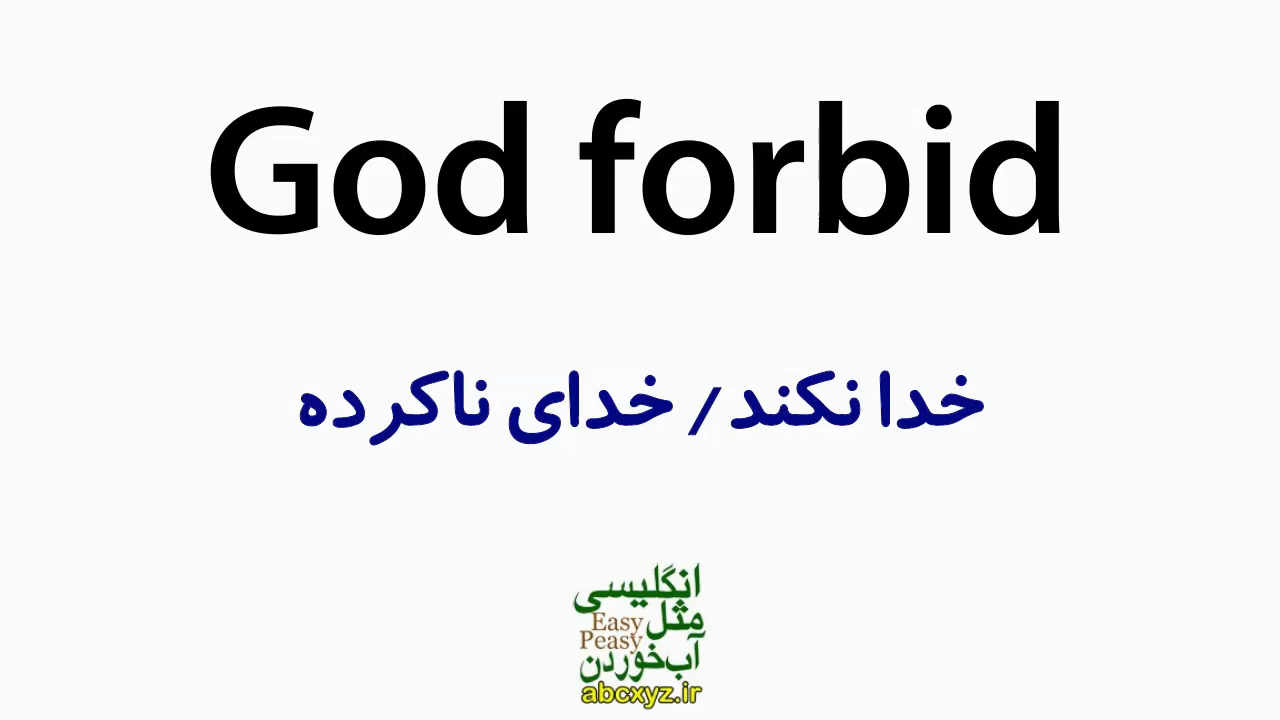 God forbid
خدا نکند / خدای ناکرده
انگلیسی
مثل
Easy
Peasy
آب‌خوردن
abcxyz.ir